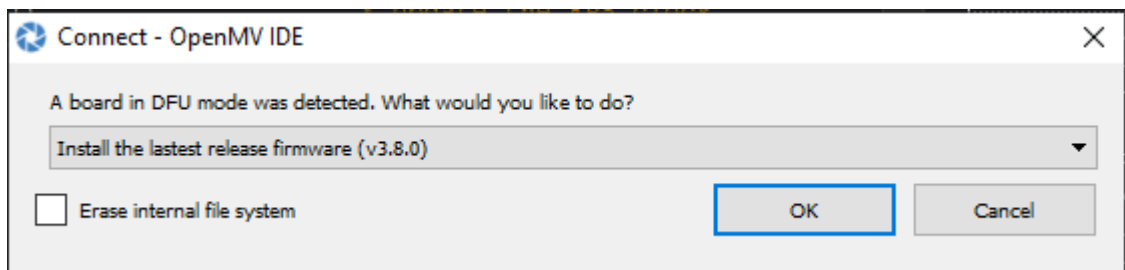 Connect - OpenMV IDE
A board in DFU mode was detected. What would you like to do?
Install the lastest release firmware (v3.8.0)
Erase internal file system
OK
Cancel